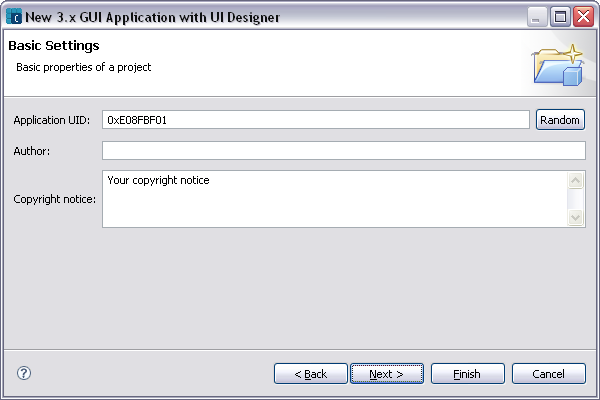 New 3.x GUI Application with UI Designer
Basic Settings
Basic properties of a project
Application UID: 0xE08FBF01 Random
Author:
Copyright notice: Your copyright notice
< Back Next > Finish Cancel